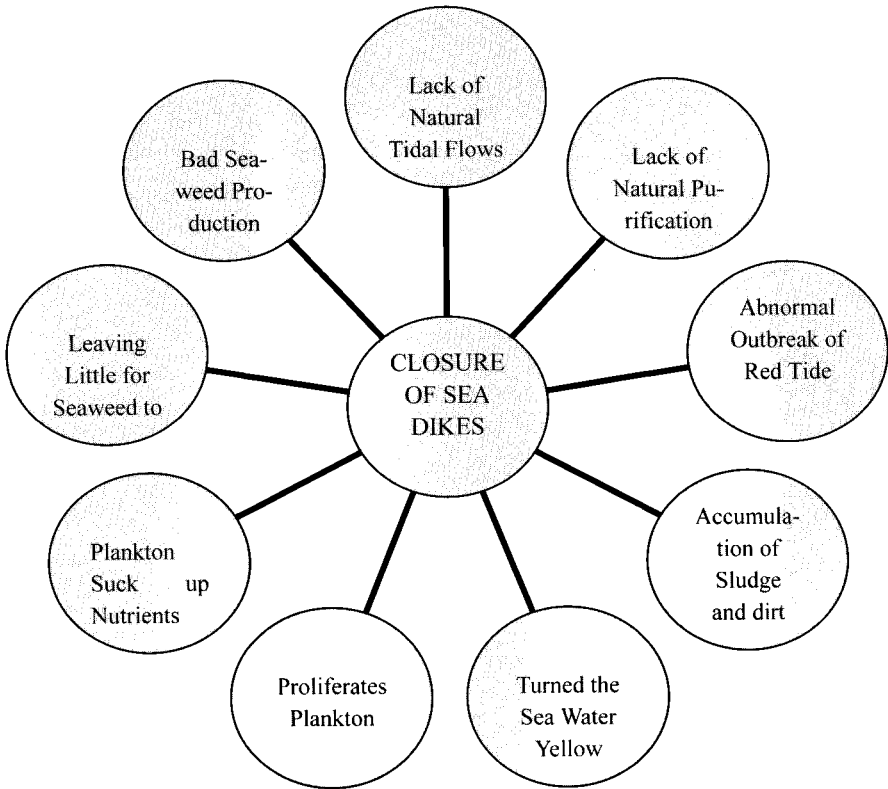 Lack of
Natural
Tidal Flows
Lack of
Natural Pu-
rification
Abnormal
Outbreak of
Red Tide
Accumula-
tion of
Sludge
and dirt
Turned the
Sea Water
Yellow
Proliferates
Plankton
Plankton
Suck up
Nutrients
Leaving
Little for
Seaweed to
Bad Sea-
weed Pro-
duction
CLOSURE
OF SEA
DIKES